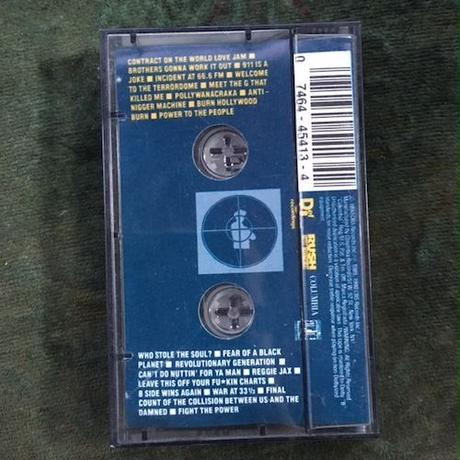 CONTRACT ON THE WORLD LOVE JAM ■
BROTHERS GONNA WORK IT OUT ■ 911 IS A
JOKE ■ INCIDENT AT 66.6 FM ■ WELCOME
TO THE TERRORDOME ■ MEET THE G THAT
KILLED ME ■ POLLYWANACRAKA ■ ANTI-
NIGGER MACHINE ■ BURN HOLLYWOOD
BURN ■ POWER TO THE PEOPLE
WHO STOLE THE SOUL? ■ FEAR OF A BLACK
PLANET ■ REVOLUTIONARY GENERATION ■
CAN'T DO NUTTIN' FOR YA MAN ■ REGGIE JAX ■
LEAVE THIS OFF YOUR FU*KIN CHARTS ■
B SIDE WINS AGAIN ■ WAR AT 33⅓ ■ FINAL
COUNT OF THE COLLISION BETWEEN US AND THE
DAMNED ■ FIGHT THE POWER
0 7464-45413-4
Def
recordings
RUSH
COLUMBIA